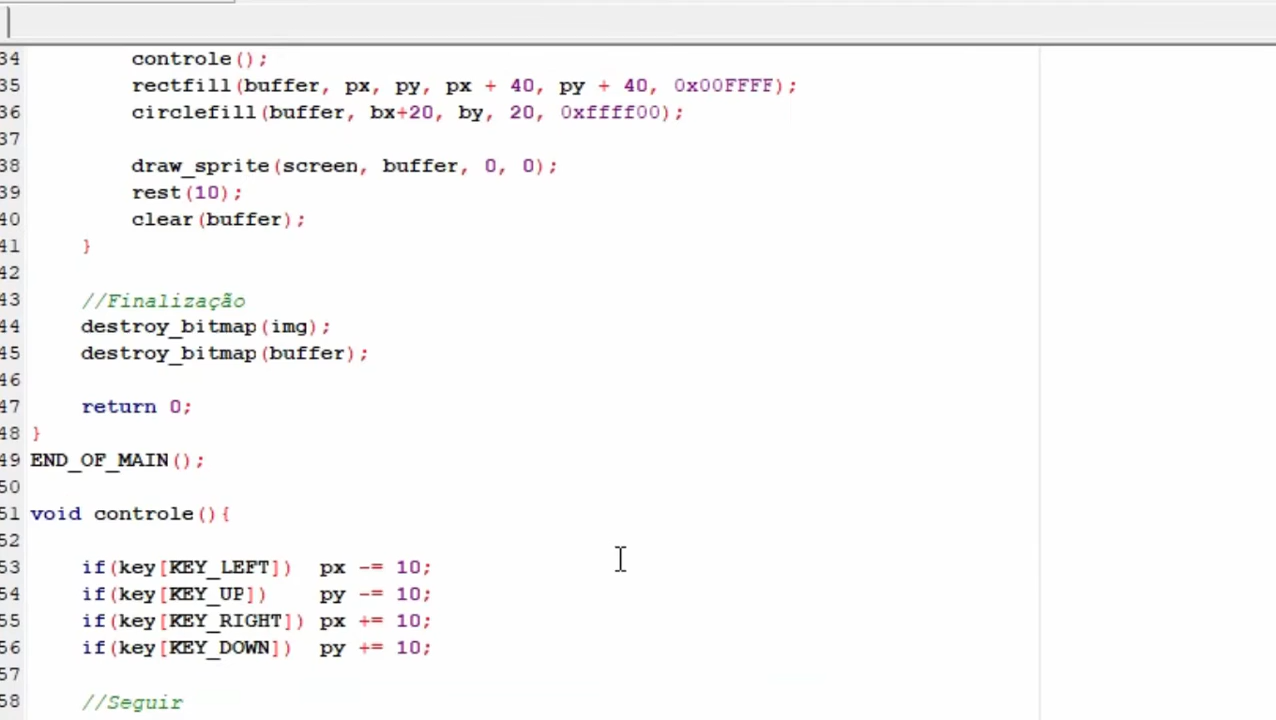 34 controle();
35 rectfill(buffer, px, py, px + 40, py + 40, 0x00FFFF);
36 circlefill(buffer, bx+20, by, 20, 0xffff00);
37
38 draw_sprite(screen, buffer, 0, 0);
39 rest(10);
40 clear(buffer);
41 }
42
43 //Finalização
44 destroy_bitmap(img);
45 destroy_bitmap(buffer);
46
47 return 0;
48 }
49 END_OF_MAIN();
50
51 void controle(){
52
53 if(key[KEY_LEFT]) px -= 10;
54 if(key[KEY_UP]) py -= 10;
55 if(key[KEY_RIGHT]) px += 10;
56 if(key[KEY_DOWN]) py += 10;
57
58 //Seguir